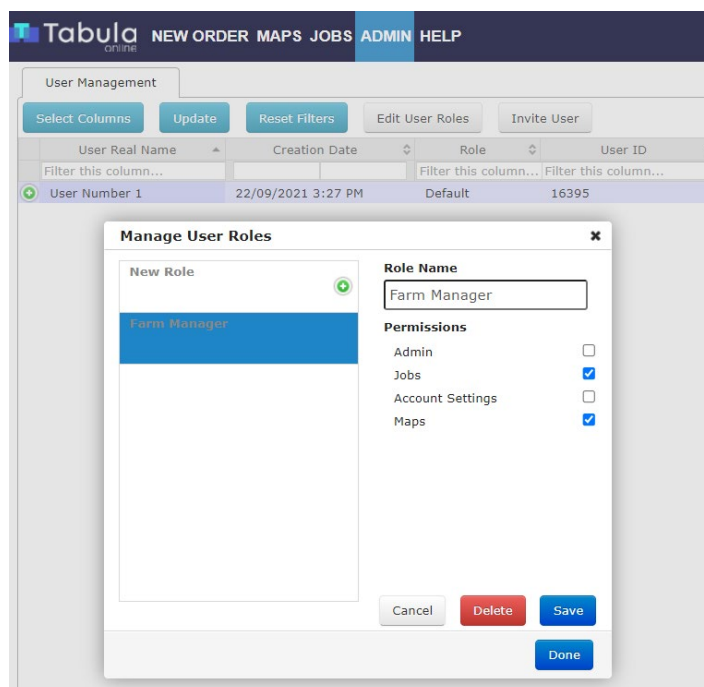 Tabula online NEW ORDER MAPS JOBS ADMIN HELP
User Management
Select Columns Update Reset Filters Edit User Roles Invite User
User Real Name Creation Date Role User ID
Filter this column... Filter this column... Filter this column...
User Number 1 22/09/2021 3:27 PM Default 16395
Manage User Roles
New Role
Farm Manager
Role Name
Farm Manager
Permissions
Admin
Jobs
Account Settings
Maps
Cancel Delete Save
Done